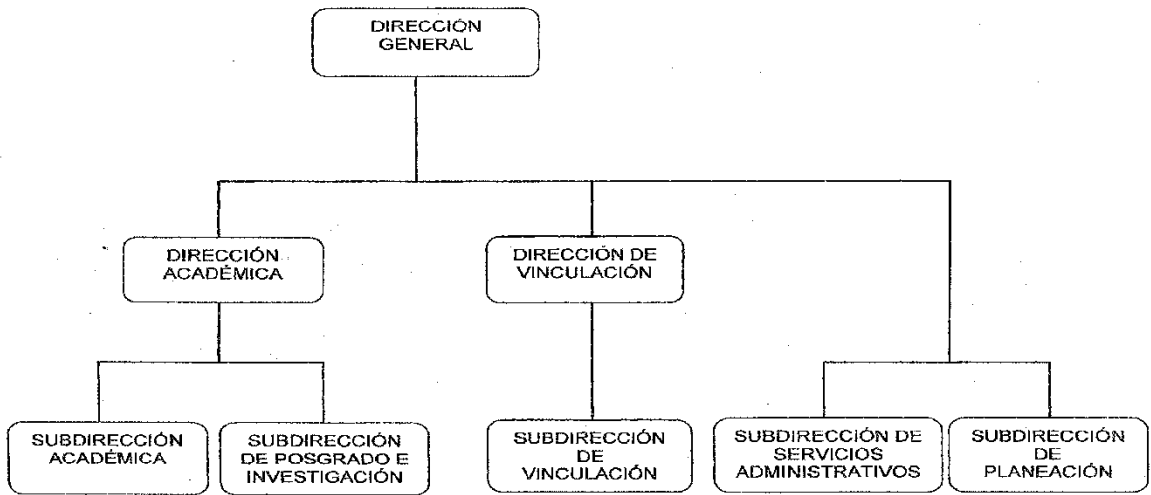 DIRECCIÓN
GENERAL
DIRECCIÓN
ACADÉMICA
DIRECCIÓN DE
VINCULACIÓN
SUBDIRECCIÓN
ACADÉMICA
SUBDIRECCIÓN
DE POSGRADO E
INVESTIGACIÓN
SUBDIRECCIÓN
DE
VINCULACIÓN
SUBDIRECCIÓN DE
SERVICIOS
ADMINISTRATIVOS
SUBDIRECCIÓN
DE
PLANEACIÓN